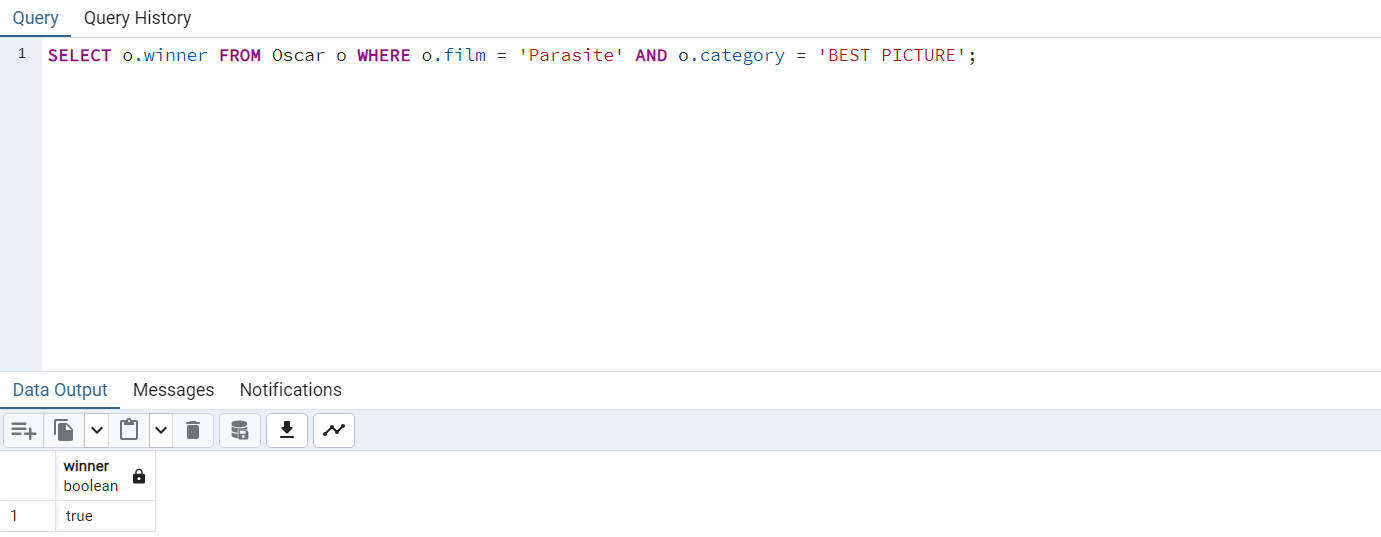 Query Query History
1 SELECT o.winner FROM Oscar o WHERE o.film = 'Parasite' AND o.category = 'BEST PICTURE';
Data Output Messages Notifications
winner
boolean
1 true